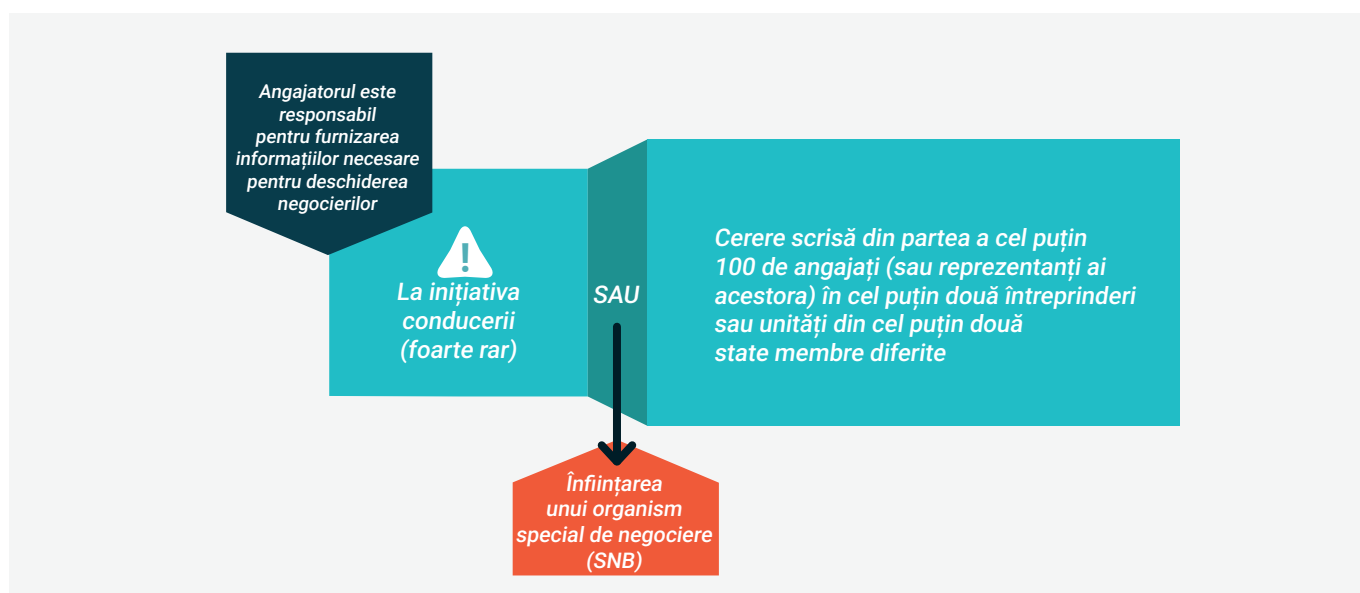 Angajatorul este
responsabil
pentru furnizarea
informațiilor necesare
pentru deschiderea
negocierilor
!
La inițiativa
conducerii
(foarte rar)
SAU
Cerere scrisă din partea a cel puțin
100 de angajați (sau reprezentanți ai
acestora) în cel puțin două întreprinderi
sau unități din cel puțin două
state membre diferite
Înființarea
unui organism
special de negociere
(SNB)